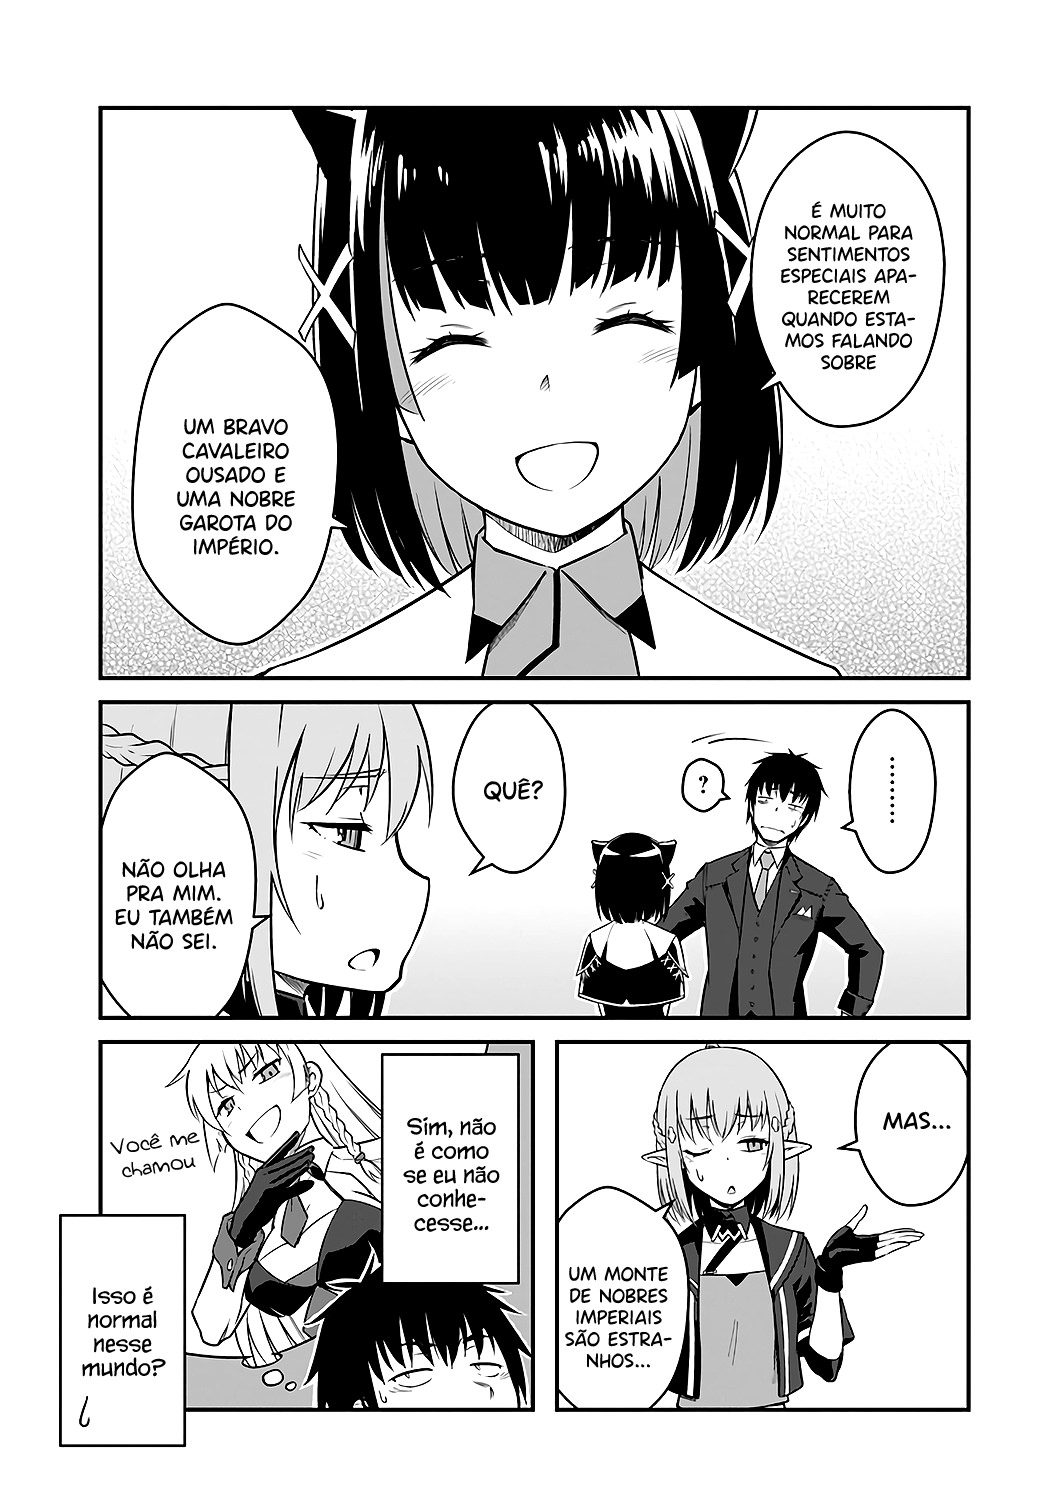 É MUITO
NORMAL PARA
SENTIMENTOS
ESPECIAIS APA-
RECEREM
QUANDO ESTA-
MOS FALANDO
SOBRE
UM BRAVO
CAVALEIRO
OUSADO E
UMA NOBRE
GAROTA DO
IMPÉRIO.
.........
?
QUÊ?
NÃO OLHA
PRA MIM.
EU TAMBÉM
NÃO SEI.
MAS...
UM MONTE
DE NOBRES
IMPERIAIS
SÃO ESTRA-
NHOS...
Sim, não
é como
se eu não
conhe-
cesse...
Você me
chamou
Isso é
normal
nesse
mundo?